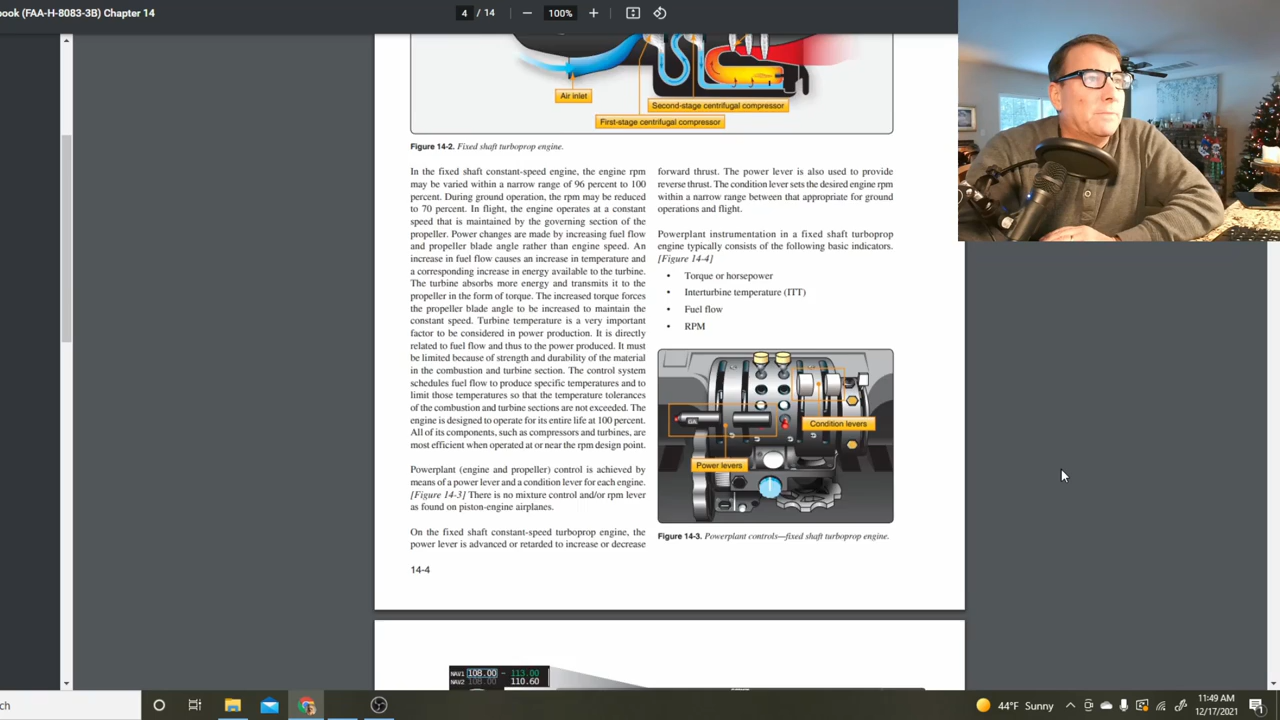 ook (FAA-H-8083-3B) Chapter 14
4 / 14
100%
Air inlet
Second-stage centrifugal compressor
First-stage centrifugal compressor
Figure 14-2. Fixed shaft turboprop engine.
In the fixed shaft constant-speed engine, the engine rpm
may be varied within a narrow range of 96 percent to 100
percent. During ground operation, the rpm may be reduced
to 70 percent. In flight, the engine operates at a constant
speed that is maintained by the governing section of the
propeller. Power changes are made by increasing fuel flow
and propeller blade angle rather than engine speed. An
increase in fuel flow causes an increase in temperature and
a corresponding increase in energy available to the turbine.
The turbine absorbs more energy and transmits it to the
propeller in the form of torque. The increased torque forces
the propeller blade angle to be increased to maintain the
constant speed. Turbine temperature is a very important
factor to be considered in power production. It is directly
related to fuel flow and thus to the power produced. It must
be limited because of strength and durability of the material
in the combustion and turbine section. The control system
schedules fuel flow to produce specific temperatures and to
limit those temperatures so that the temperature tolerances
of the combustion and turbine sections are not exceeded. The
engine is designed to operate for its entire life at 100 percent.
All of its components, such as compressors and turbines, are
most efficient when operated at or near the rpm design point.
Powerplant (engine and propeller) control is achieved by
means of a power lever and a condition lever for each engine.
[Figure 14-3] There is no mixture control and/or rpm lever
as found on piston-engine airplanes.
On the fixed shaft constant-speed turboprop engine, the
power lever is advanced or retarded to increase or decrease
14-4
forward thrust. The power lever is also used to provide
reverse thrust. The condition lever sets the desired engine rpm
within a narrow range between that appropriate for ground
operations and flight.
Powerplant instrumentation in a fixed shaft turboprop
engine typically consists of the following basic indicators.
[Figure 14-4]
• Torque or horsepower
• Interturbine temperature (ITT)
• Fuel flow
• RPM
Condition levers
Power levers
Figure 14-3. Powerplant controls—fixed shaft turboprop engine.
NAV1 108.00 - 113.00
NAV2 108.00 110.60
ch
44°F Sunny
11:49 AM
12/17/2021